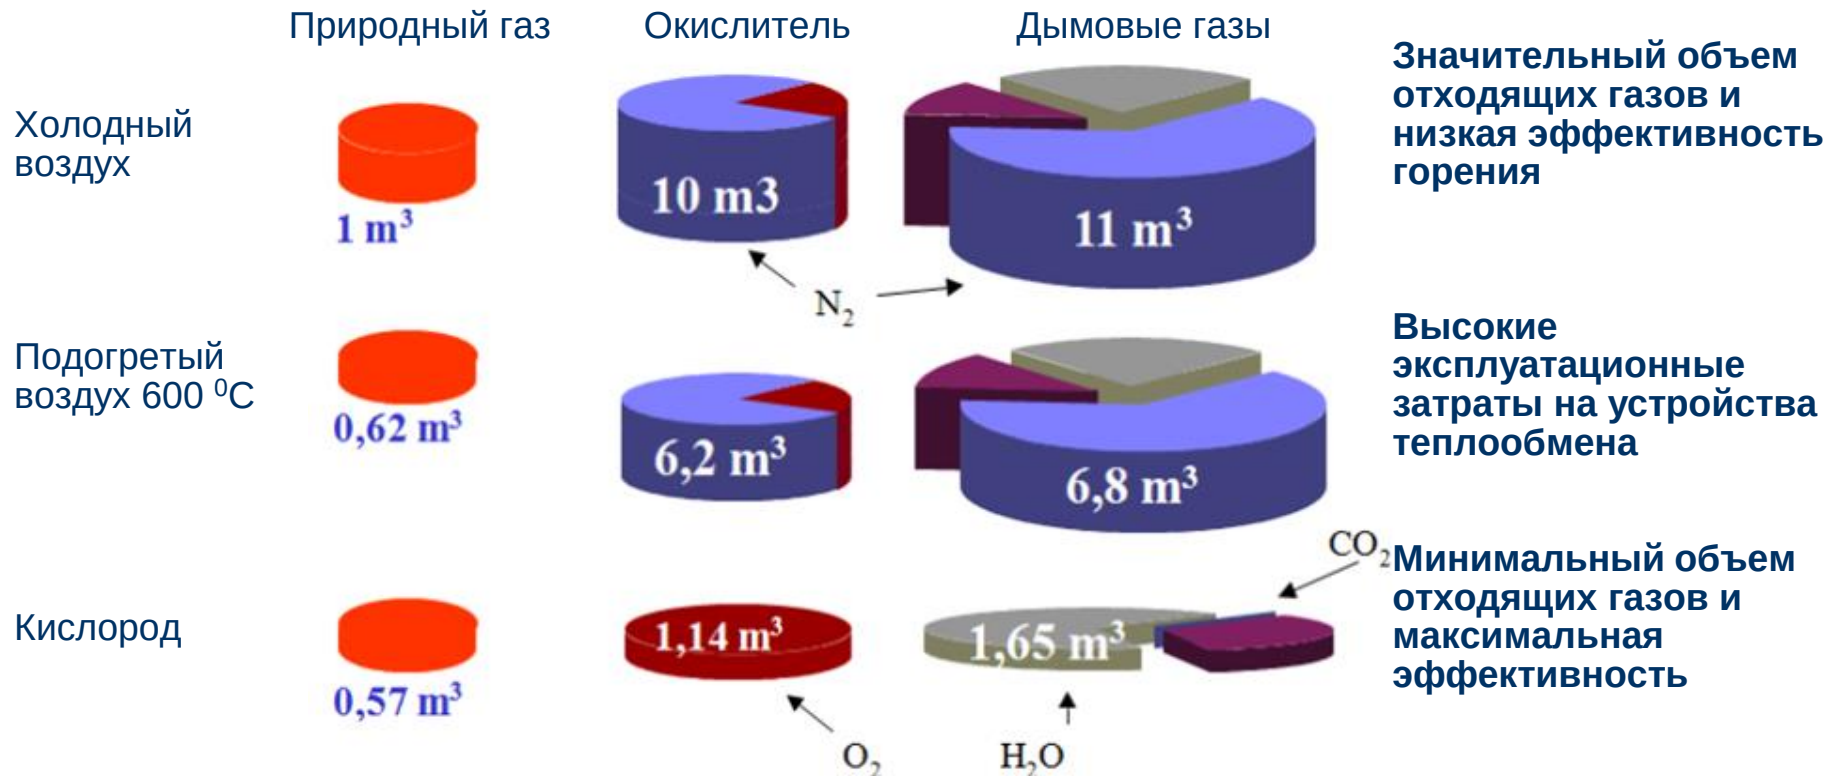 Природный газ
Окислитель
Дымовые газы
Холодный
воздух
1 m³
10 m3
11 m³
N₂
Значительный объем
отходящих газов и
низкая эффективность
горения
Подогретый
воздух 600 ⁰С
0,62 m³
6,2 m³
6,8 m³
Высокие
эксплуатационные
затраты на устройства
теплообмена
Кислород
0,57 m³
1,14 m³
1,65 m³
CO₂
O₂
H₂O
Минимальный объем
отходящих газов и
максимальная
эффективность